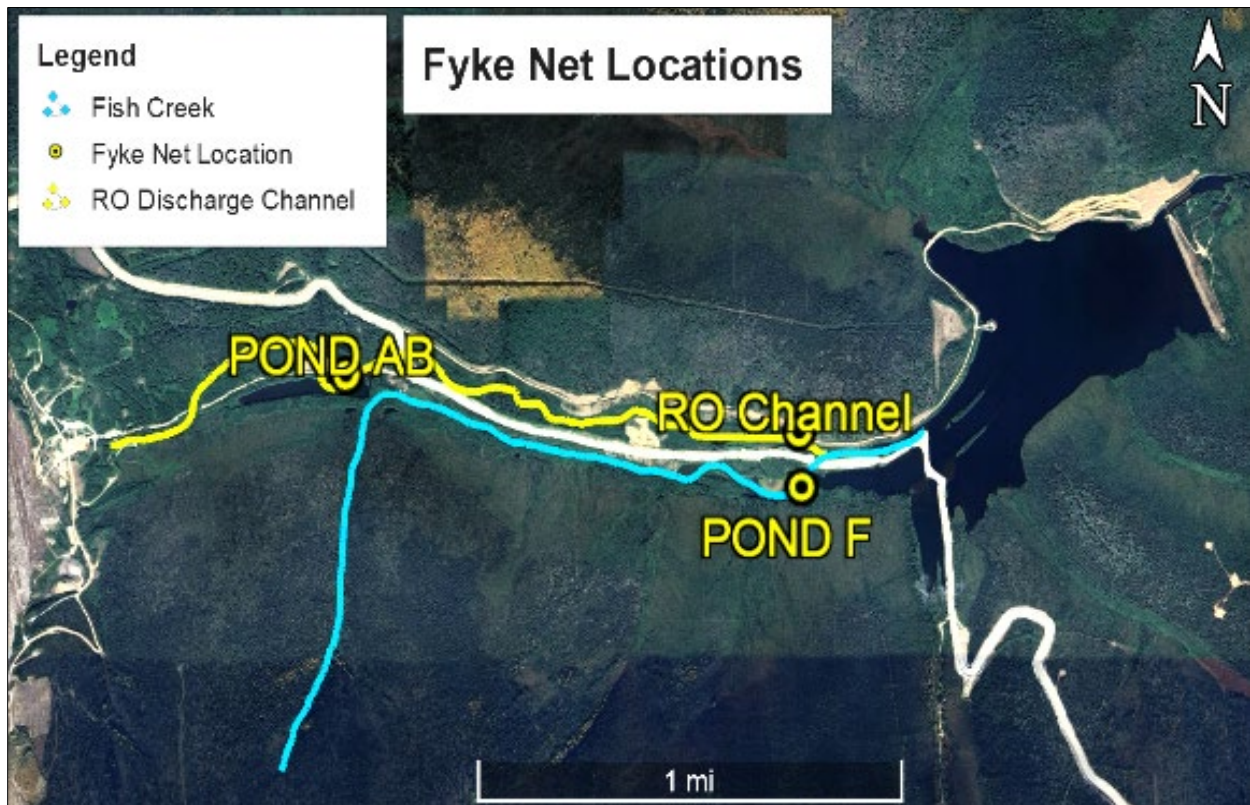 Legend
Fish Creek
Fyke Net Location
RO Discharge Channel
Fyke Net Locations
N
POND AB
RO Channel
POND F
1 mi